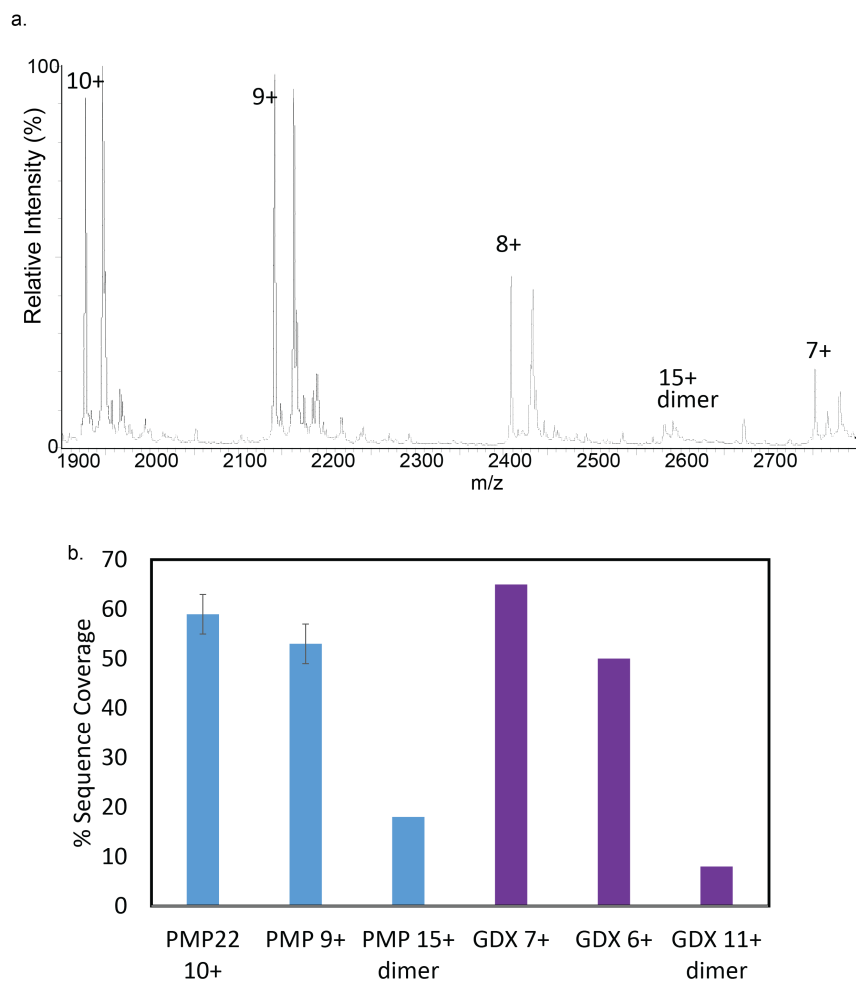 a.
100
10+
9+
8+
15+
dimer
7+
Relative Intensity (%)
0
1900 2000 2100 2200 2300 2400 2500 2600 2700
m/z
b.
70
60
50
40
30
20
10
0
% Sequence Coverage
PMP22 PMP 9+ PMP 15+ GDX 7+ GDX 6+ GDX 11+
10+ dimer dimer